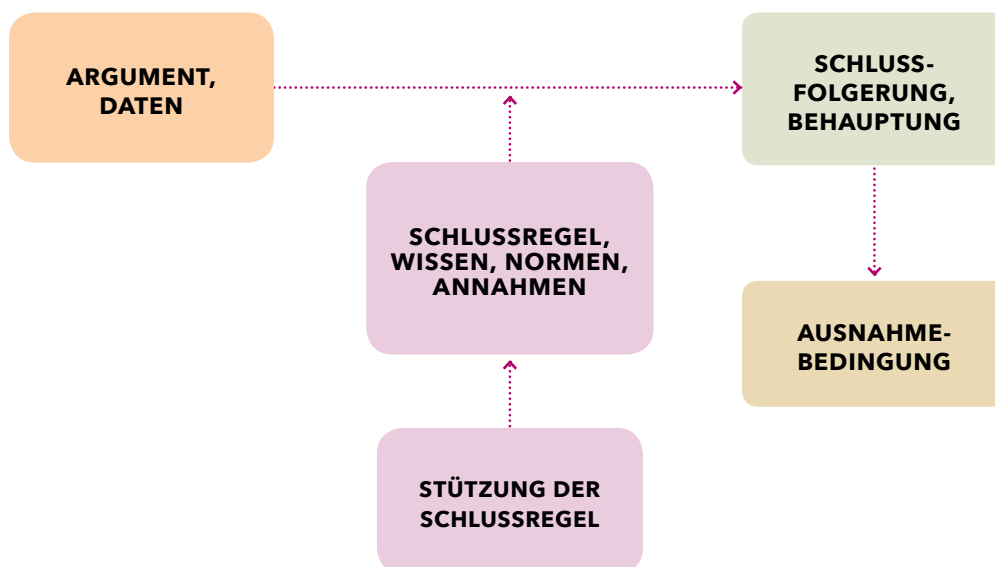 ARGUMENT,
DATEN
SCHLUSS-
FOLGERUNG,
BEHAUPTUNG
SCHLUSSREGEL,
WISSEN, NORMEN,
ANNAHMEN
AUSNAHME-
BEDINGUNG
STÜTZUNG DER
SCHLUSSREGEL